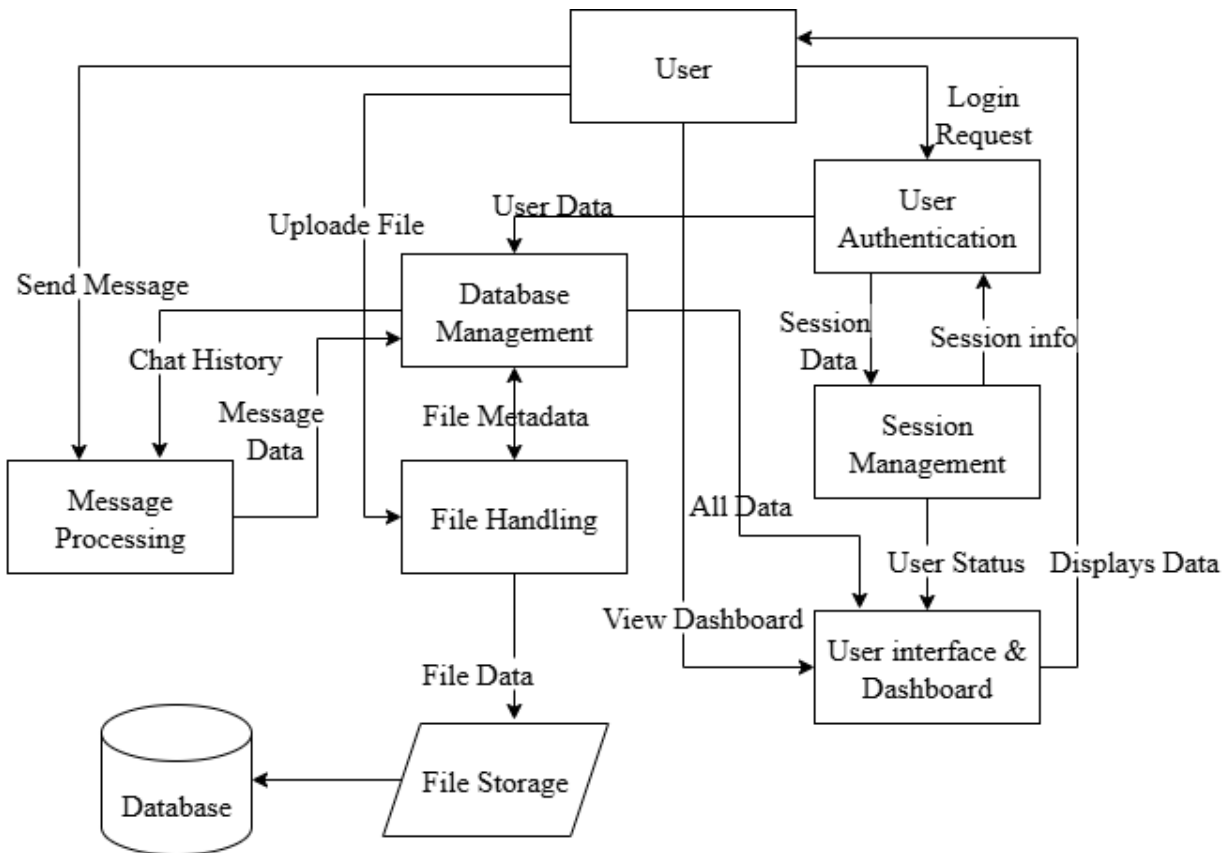 User
Login
Request
User Data
User
Authentication
Uploade File
Send Message
Database
Management
Session
Data
Session info
Chat History
Message
Data
File Metadata
Session
Management
Message
Processing
File Handling
All Data
User Status
Displays Data
View Dashboard
User interface &
Dashboard
File Data
File Storage
Database